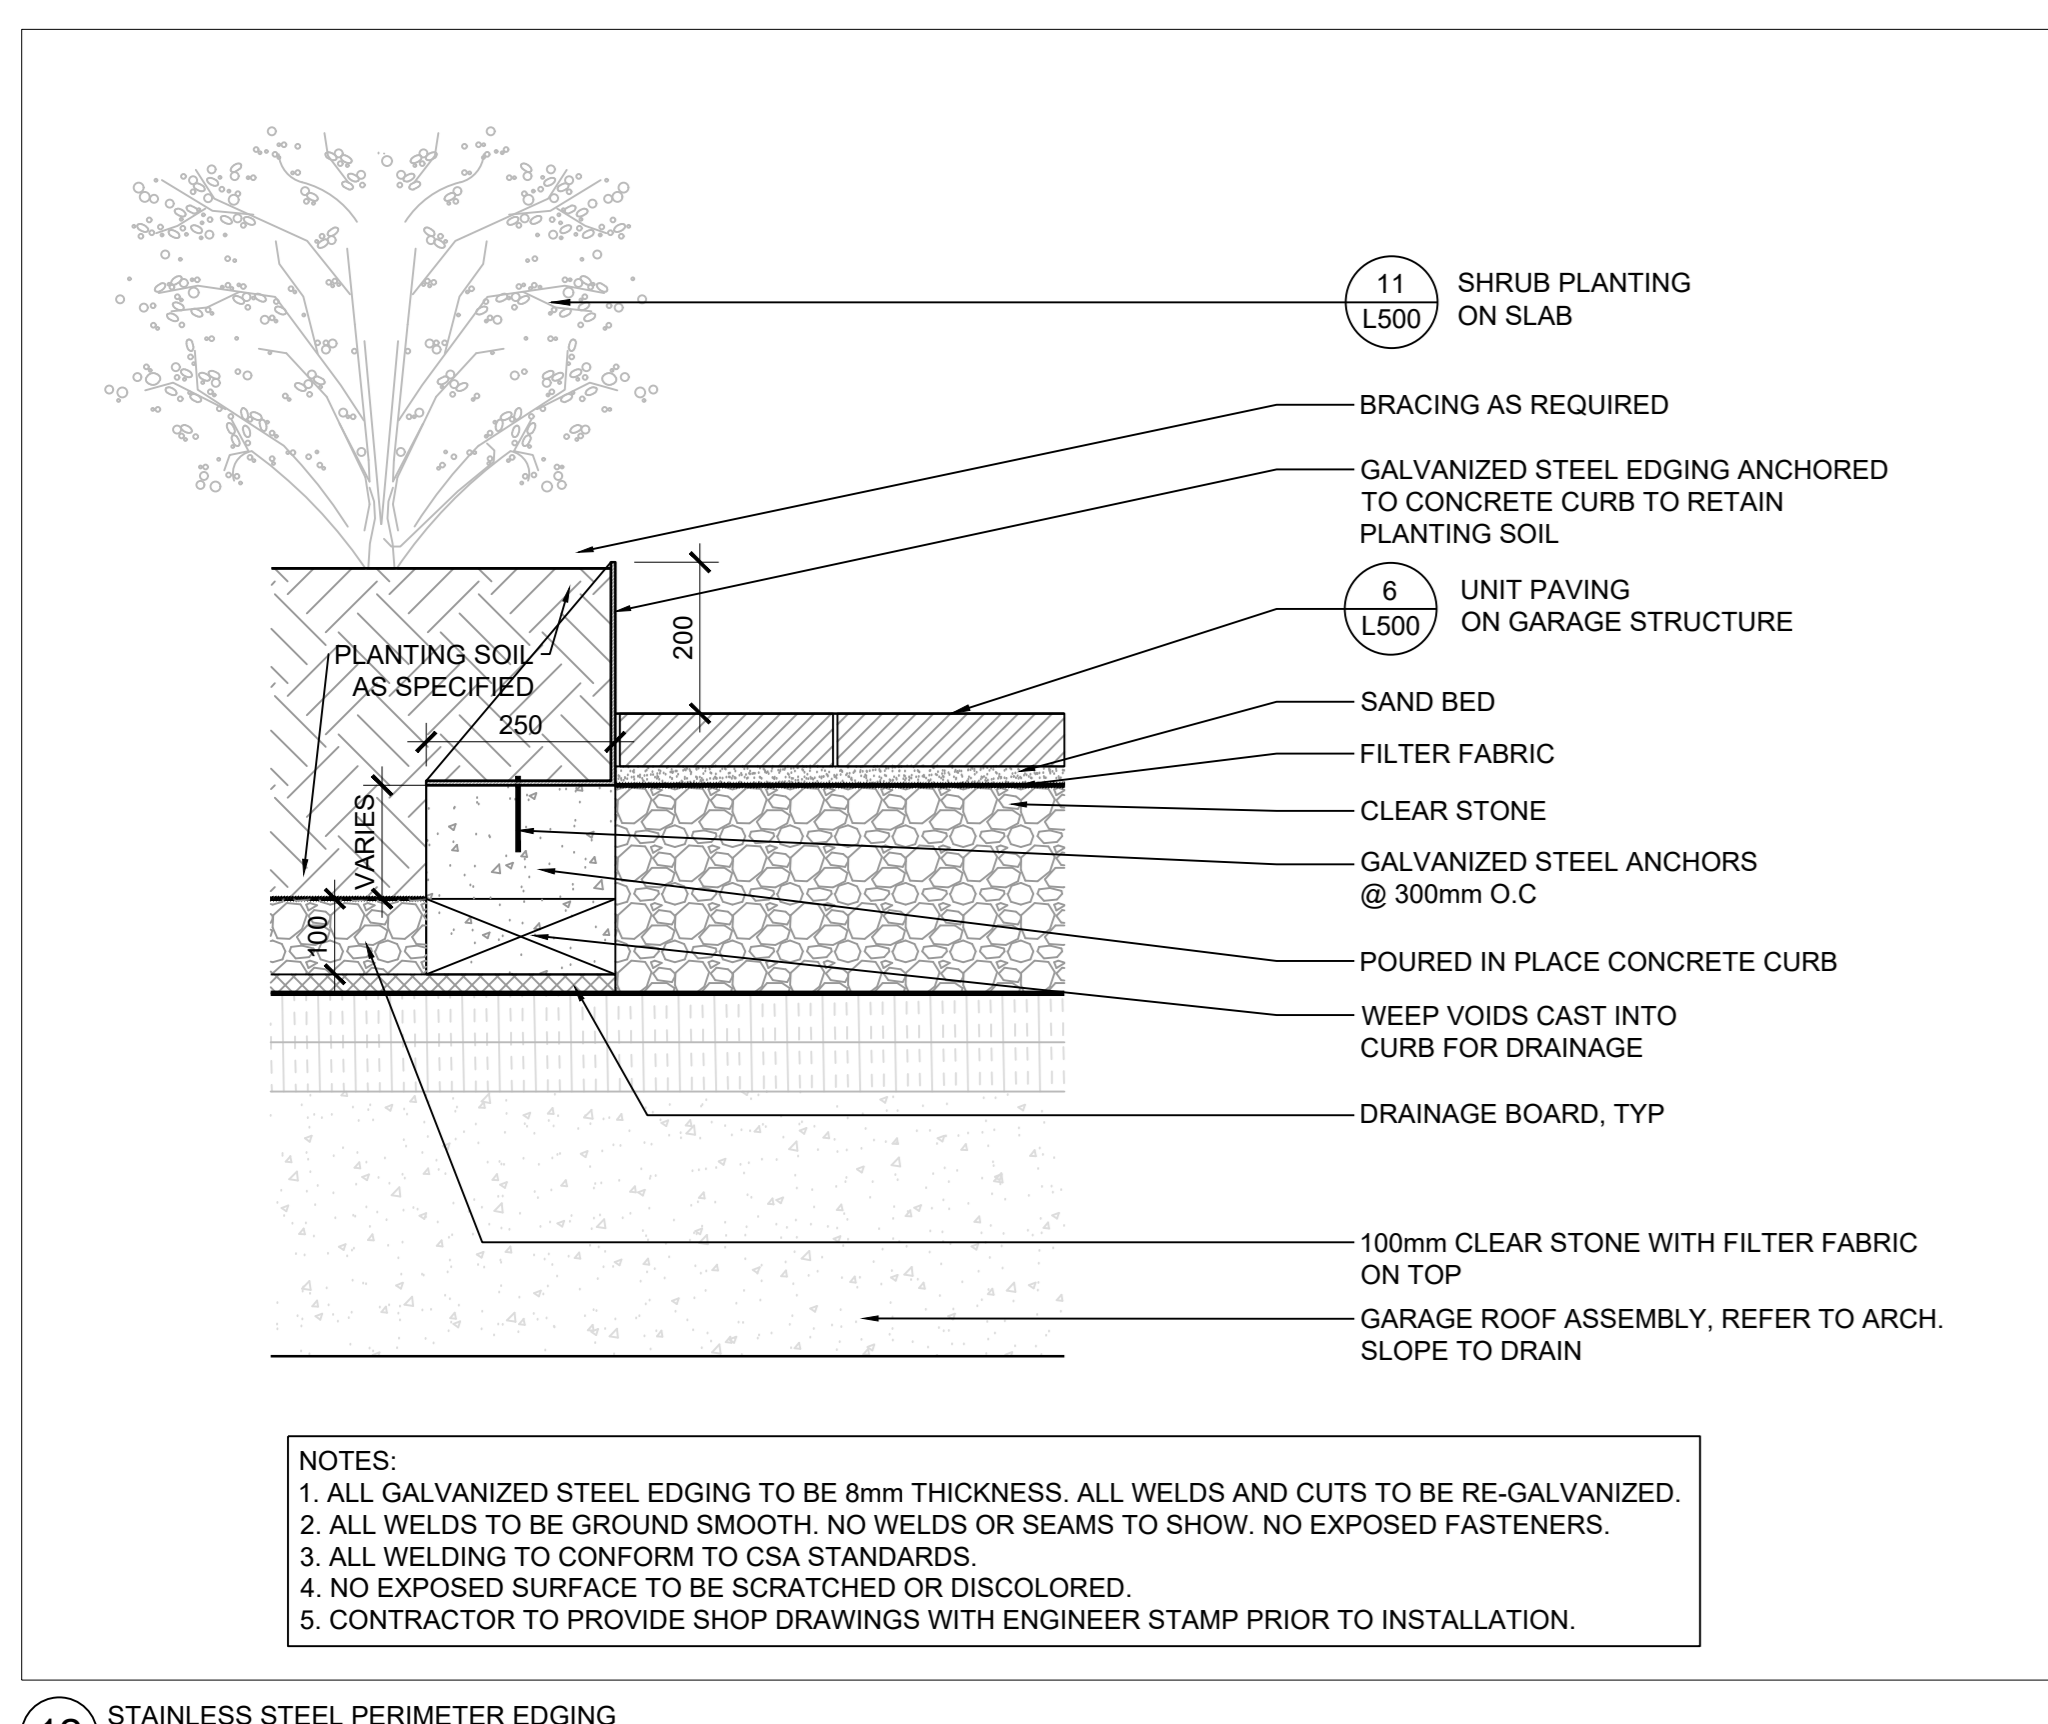 11
L500
SHRUB PLANTING
ON SLAB
BRACING AS REQUIRED
GALVANIZED STEEL EDGING ANCHORED
TO CONCRETE CURB TO RETAIN
PLANTING SOIL
6
L500
UNIT PAVING
ON GARAGE STRUCTURE
200
PLANTING SOIL
AS SPECIFIED
250
SAND BED
FILTER FABRIC
CLEAR STONE
VARIES
GALVANIZED STEEL ANCHORS
@ 300mm O.C
100
POURED IN PLACE CONCRETE CURB
WEEP VOIDS CAST INTO
CURB FOR DRAINAGE
DRAINAGE BOARD, TYP
100mm CLEAR STONE WITH FILTER FABRIC
ON TOP
GARAGE ROOF ASSEMBLY, REFER TO ARCH.
SLOPE TO DRAIN
NOTES:
1. ALL GALVANIZED STEEL EDGING TO BE 8mm THICKNESS. ALL WELDS AND CUTS TO BE RE-GALVANIZED.
2. ALL WELDS TO BE GROUND SMOOTH. NO WELDS OR SEAMS TO SHOW. NO EXPOSED FASTENERS.
3. ALL WELDING TO CONFORM TO CSA STANDARDS.
4. NO EXPOSED SURFACE TO BE SCRATCHED OR DISCOLORED.
5. CONTRACTOR TO PROVIDE SHOP DRAWINGS WITH ENGINEER STAMP PRIOR TO INSTALLATION.
STAINLESS STEEL PERIMETER EDGING